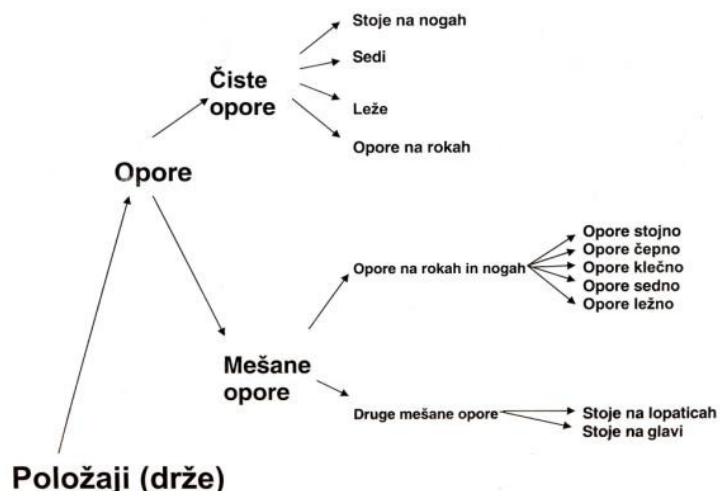 Stoje na nogah
Sedi
Čiste
opore
Leže
Opore na rokah
Opore
Opore stojno
Opore čepno
Opore na rokah in nogah
Opore klečno
Opore sedno
Opore ležno
Mešane
opore
Druge mešane opore
Stoje na lopaticah
Stoje na glavi
Položaji (drže)